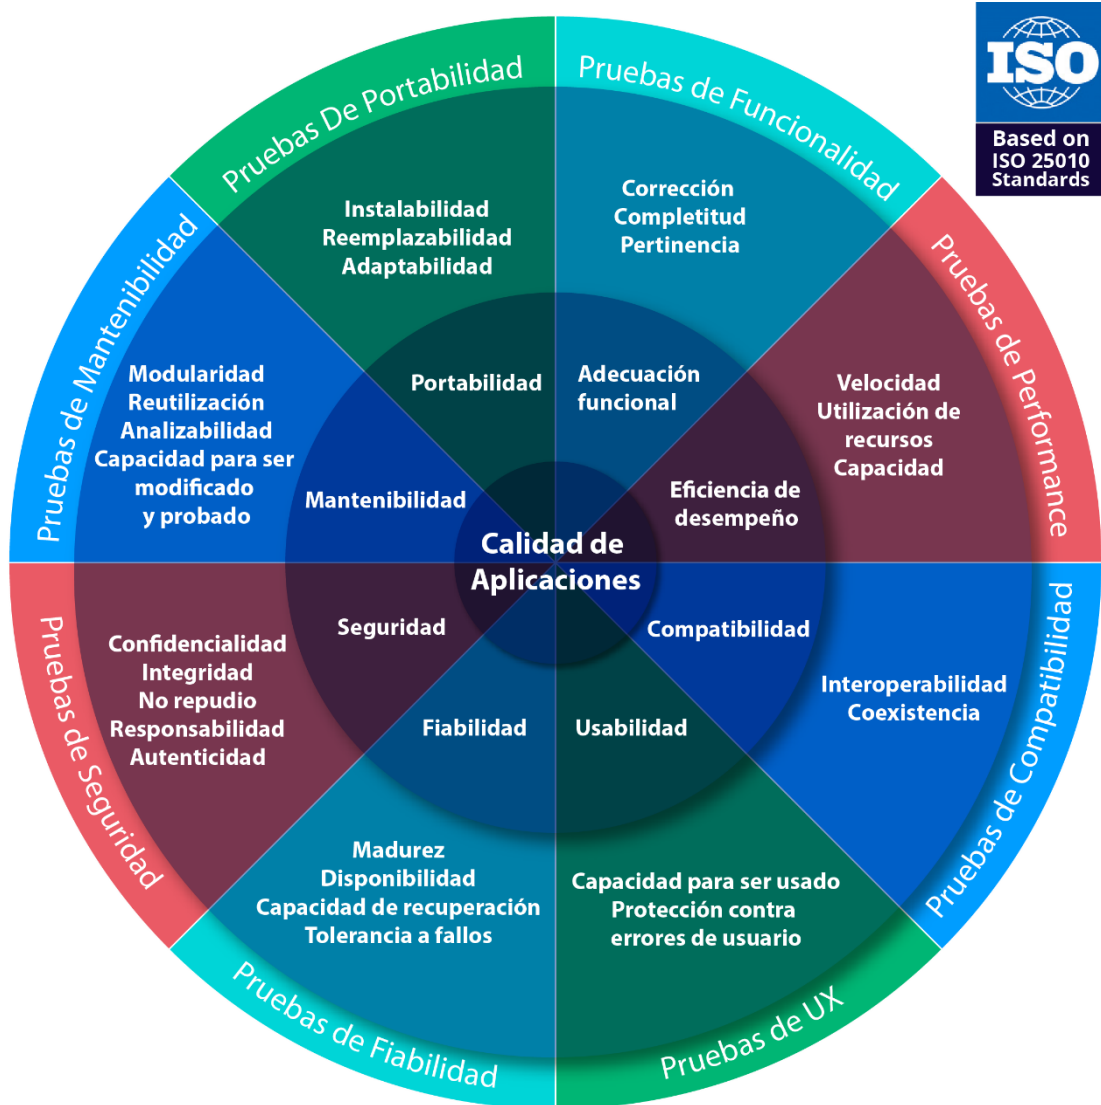 ISO
Based on
ISO 25010
Standards
Pruebas De Portabilidad
Instalabilidad
Reemplazabilidad
Adaptabilidad
Portabilidad
Pruebas de Funcionalidad
Corrección
Completitud
Pertinencia
Adecuación
funcional
Pruebas de Performance
Velocidad
Utilización de
recursos
Capacidad
Eficiencia de
desempeño
Pruebas de Compatibilidad
Interoperabilidad
Coexistencia
Compatibilidad
Pruebas de UX
Capacidad para ser usado
Protección contra
errores de usuario
Usabilidad
Pruebas de Fiabilidad
Madurez
Disponibilidad
Capacidad de recuperación
Tolerancia a fallos
Fiabilidad
Pruebas de Seguridad
Confidencialidad
Integridad
No repudio
Responsabilidad
Autenticidad
Seguridad
Pruebas de Mantenibilidad
Modularidad
Reutilización
Analizabilidad
Capacidad para ser
modificado
y probado
Mantenibilidad
Calidad de
Aplicaciones